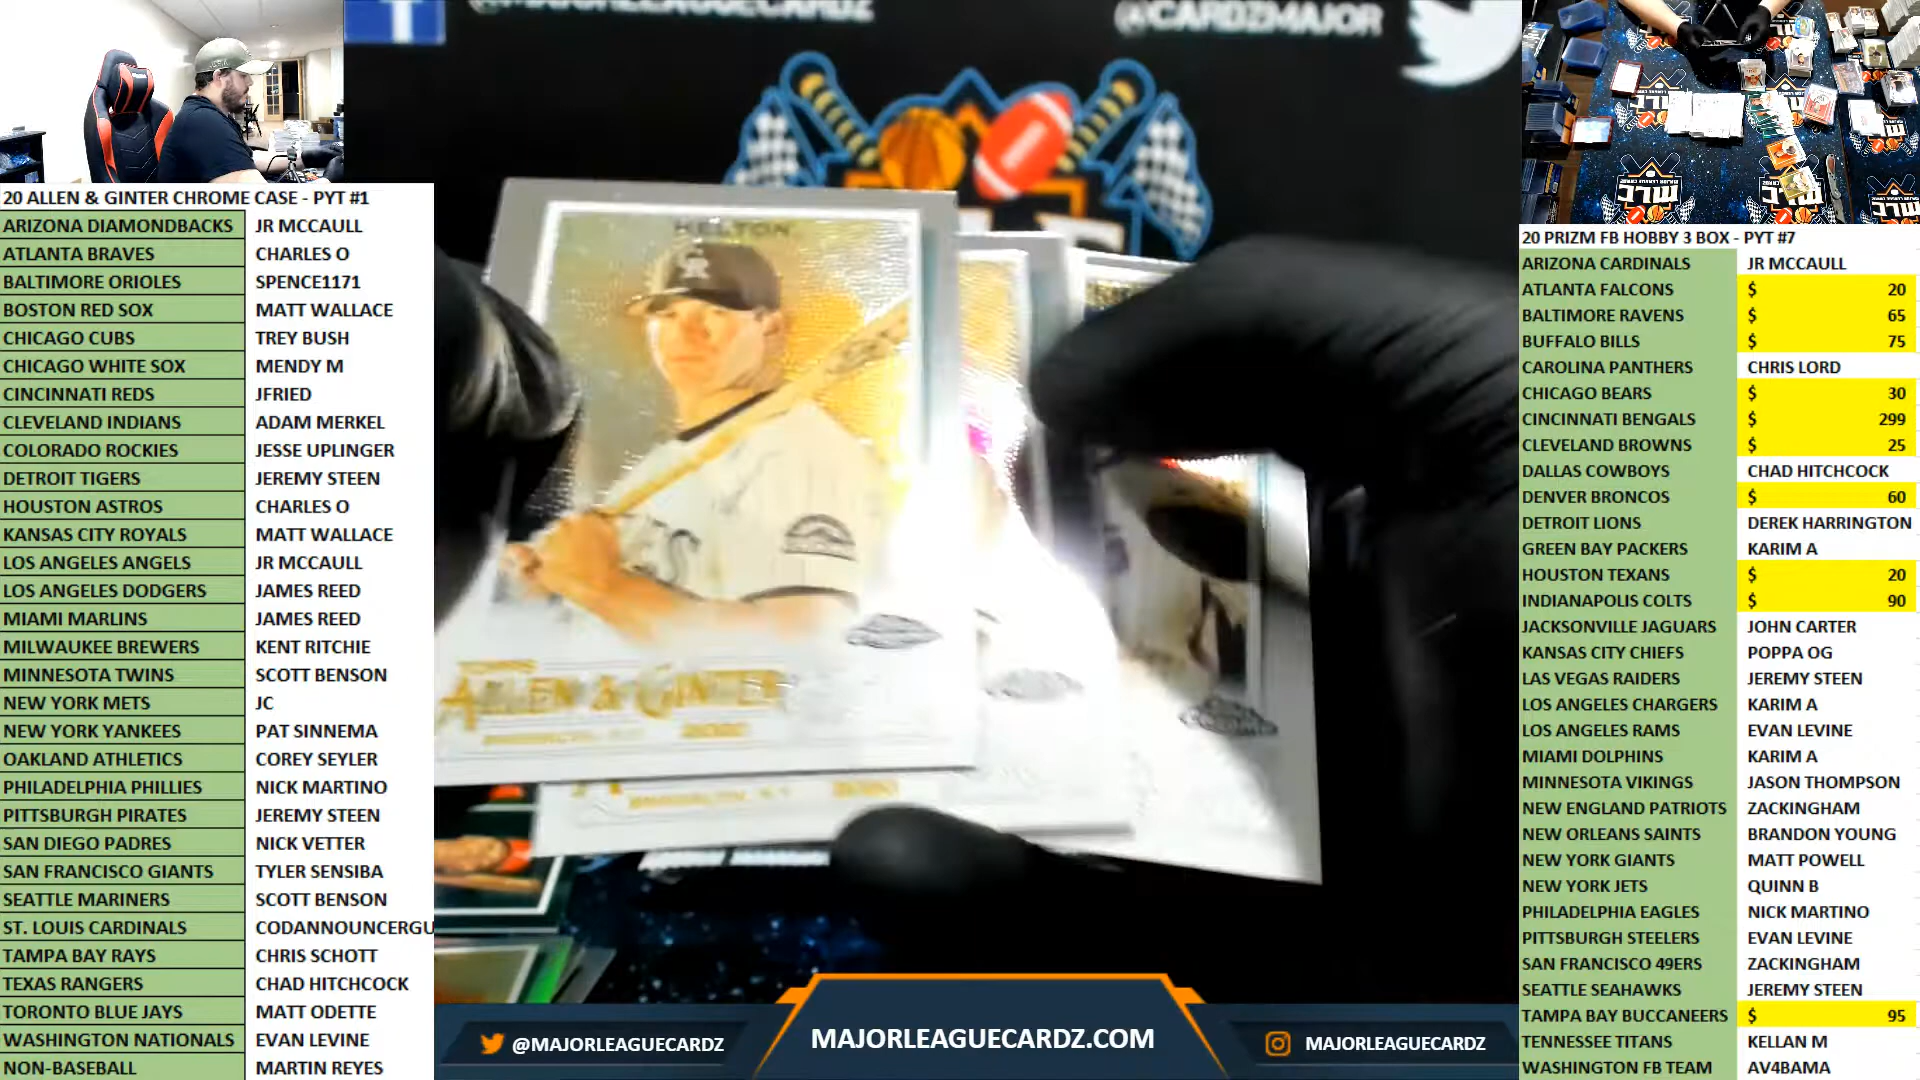 @MAJORLEAGUECARDZ
@CARDZMAJOR
HELTON
CR
TOPPS
ALLEN & GINTER
MLC
20 ALLEN & GINTER CHROME CASE - PYT #1
ARIZONA DIAMONDBACKS JR MCCAULL
ATLANTA BRAVES CHARLES O
BALTIMORE ORIOLES SPENCE1171
BOSTON RED SOX MATT WALLACE
CHICAGO CUBS TREY BUSH
CHICAGO WHITE SOX MENDY M
CINCINNATI REDS JFRIED
CLEVELAND INDIANS ADAM MERKEL
COLORADO ROCKIES JESSE UPLINGER
DETROIT TIGERS JEREMY STEEN
HOUSTON ASTROS CHARLES O
KANSAS CITY ROYALS MATT WALLACE
LOS ANGELES ANGELS JR MCCAULL
LOS ANGELES DODGERS JAMES REED
MIAMI MARLINS JAMES REED
MILWAUKEE BREWERS KENT RITCHIE
MINNESOTA TWINS SCOTT BENSON
NEW YORK METS JC
NEW YORK YANKEES PAT SINNEMA
OAKLAND ATHLETICS COREY SEYLER
PHILADELPHIA PHILLIES NICK MARTINO
PITTSBURGH PIRATES JEREMY STEEN
SAN DIEGO PADRES NICK VETTER
SAN FRANCISCO GIANTS TYLER SENSIBA
SEATTLE MARINERS SCOTT BENSON
ST. LOUIS CARDINALS CODANNOUNCERGU
TAMPA BAY RAYS CHRIS SCHOTT
TEXAS RANGERS CHAD HITCHCOCK
TORONTO BLUE JAYS MATT ODETTE
WASHINGTON NATIONALS EVAN LEVINE
NON-BASEBALL MARTIN REYES
20 PRIZM FB HOBBY 3 BOX - PYT #7
ARIZONA CARDINALS JR MCCAULL
ATLANTA FALCONS $ 20
BALTIMORE RAVENS $ 65
BUFFALO BILLS $ 75
CAROLINA PANTHERS CHRIS LORD
CHICAGO BEARS $ 30
CINCINNATI BENGALS $ 299
CLEVELAND BROWNS $ 25
DALLAS COWBOYS CHAD HITCHCOCK
DENVER BRONCOS $ 60
DETROIT LIONS DEREK HARRINGTON
GREEN BAY PACKERS KARIM A
HOUSTON TEXANS $ 20
INDIANAPOLIS COLTS $ 90
JACKSONVILLE JAGUARS JOHN CARTER
KANSAS CITY CHIEFS POPPA OG
LAS VEGAS RAIDERS JEREMY STEEN
LOS ANGELES CHARGERS KARIM A
LOS ANGELES RAMS EVAN LEVINE
MIAMI DOLPHINS KARIM A
MINNESOTA VIKINGS JASON THOMPSON
NEW ENGLAND PATRIOTS ZACKINGHAM
NEW ORLEANS SAINTS BRANDON YOUNG
NEW YORK GIANTS MATT POWELL
NEW YORK JETS QUINN B
PHILADELPHIA EAGLES NICK MARTINO
PITTSBURGH STEELERS EVAN LEVINE
SAN FRANCISCO 49ERS ZACKINGHAM
SEATTLE SEAHAWKS JEREMY STEEN
TAMPA BAY BUCCANEERS $ 95
TENNESSEE TITANS KELLAN M
WASHINGTON FB TEAM AV4BAMA
@MAJORLEAGUECARDZ
MAJORLEAGUECARDZ.COM
MAJORLEAGUECARDZ